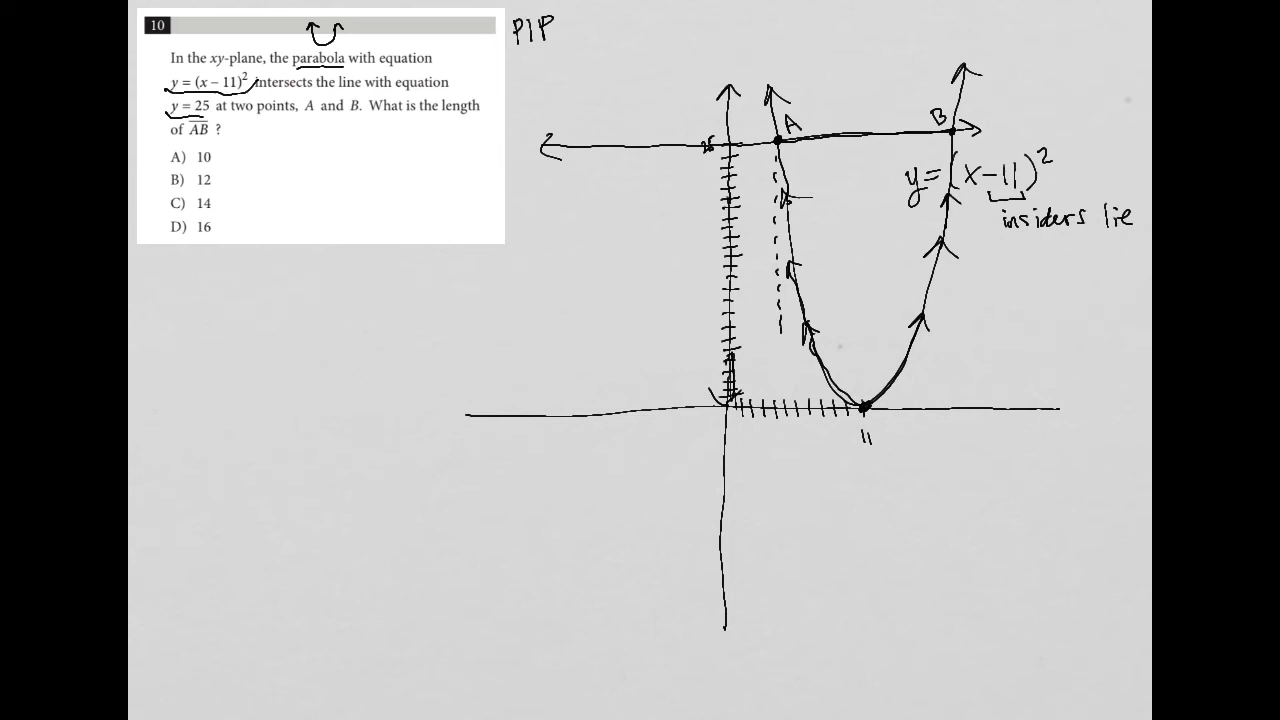 10
In the xy-plane, the parabola with equation
y = (x − 11)² intersects the line with equation
y = 25 at two points, A and B. What is the length
of AB ?
A) 10
B) 12
C) 14
D) 16
PIP
A
B
25
y = (x − 11)²
insiders lie
11